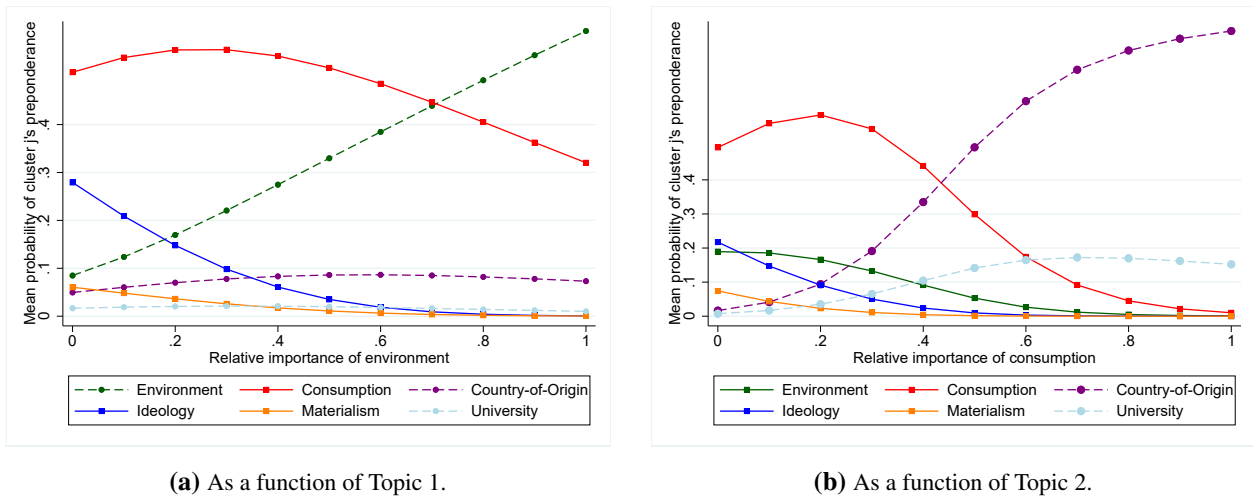 Mean probability of cluster j's preponderance
.4
.3
.2
.1
0
0 .2 .4 .6 .8 1
Relative importance of environment
Environment Consumption Country-of-Origin
Ideology Materialism University
(a) As a function of Topic 1.
Mean probability of cluster j's preponderance
.4
.3
.2
.1
0
0 .2 .4 .6 .8 1
Relative importance of consumption
Environment Consumption Country-of-Origin
Ideology Materialism University
(b) As a function of Topic 2.